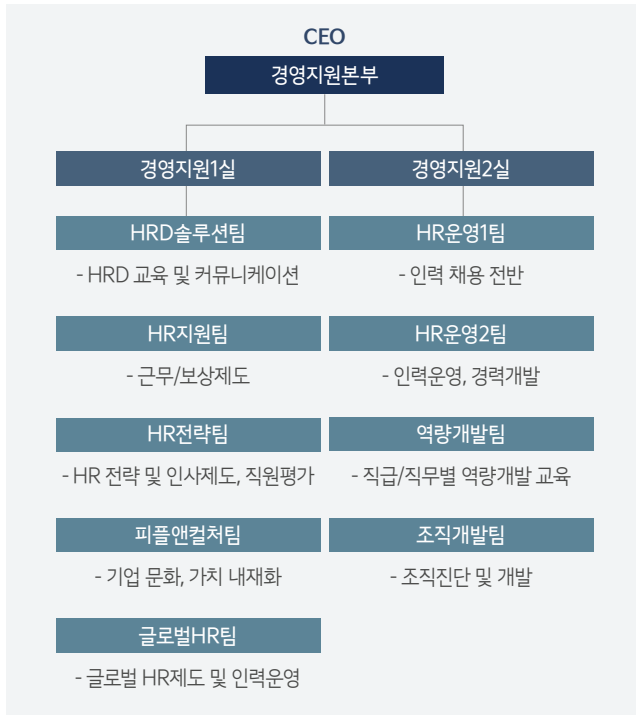 CEO
경영지원본부
경영지원1실
경영지원2실
HRD솔루션팀
- HRD 교육 및 커뮤니케이션
HR지원팀
- 근무/보상제도
HR전략팀
- HR 전략 및 인사제도, 직원평가
피플앤컬처팀
- 기업 문화, 가치 내재화
글로벌HR팀
- 글로벌 HR제도 및 인력운영
HR운영1팀
- 인력 채용 전반
HR운영2팀
- 인력운영, 경력개발
역량개발팀
- 직급/직무별 역량개발 교육
조직개발팀
- 조직진단 및 개발